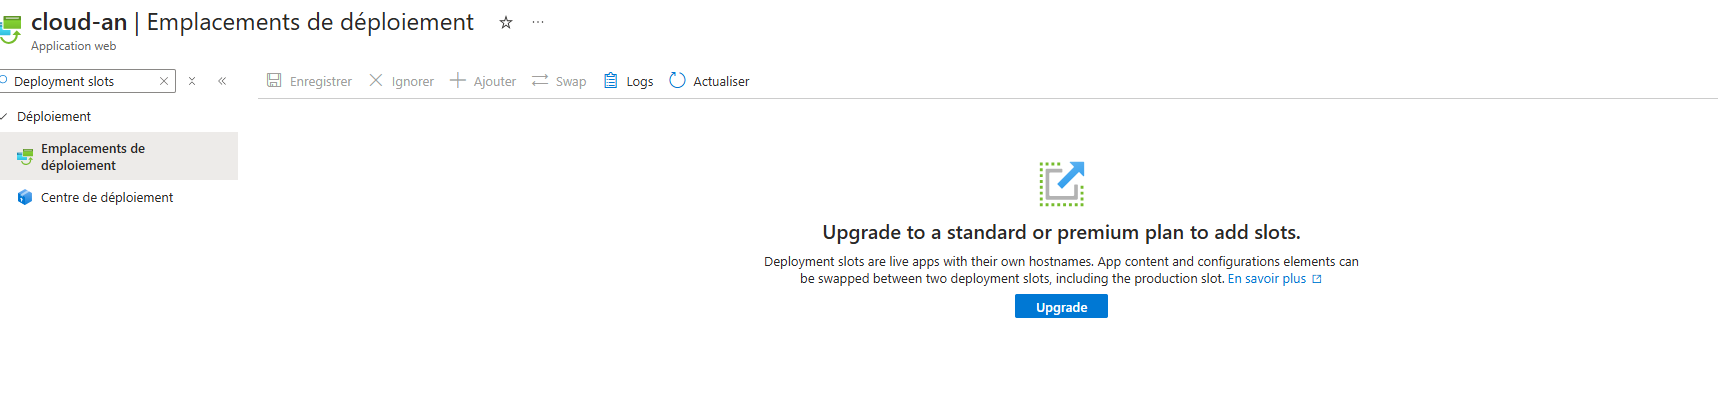 cloud-an | Emplacements de déploiement
Application web
Deployment slots
Enregistrer Ignorer Ajouter Swap Logs Actualiser
Déploiement
Emplacements de
déploiement
Centre de déploiement
Upgrade to a standard or premium plan to add slots.
Deployment slots are live apps with their own hostnames. App content and configurations elements can
be swapped between two deployment slots, including the production slot. En savoir plus
Upgrade